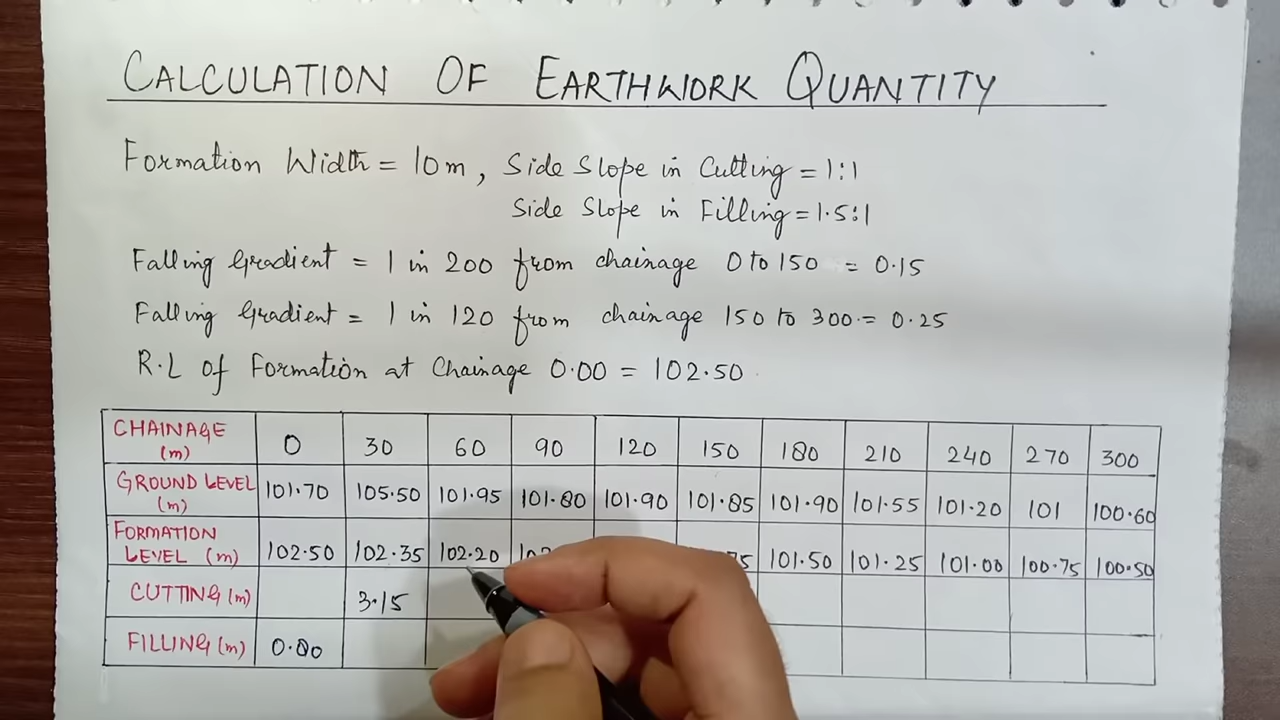 CALCULATION OF EARTHWORK QUANTITY
Formation Width = 10m, Side Slope in Cutting = 1:1
Side Slope in Filling = 1.5:1
Falling Gradient = 1 in 200 from chainage 0 to 150 = 0.15
Falling Gradient = 1 in 120 from chainage 150 to 300 = 0.25
R.L of Formation at Chainage 0.00 = 102.50
CHAINAGE (m) 0 30 60 90 120 150 180 210 240 270 300
GROUND LEVEL (m) 101.70 105.50 101.95 101.80 101.90 101.85 101.90 101.55 101.20 101 100.60
FORMATION LEVEL (m) 102.50 102.35 102.20 101.50 101.25 101.00 100.75 100.50
CUTTING (m) 3.15
FILLING (m) 0.80